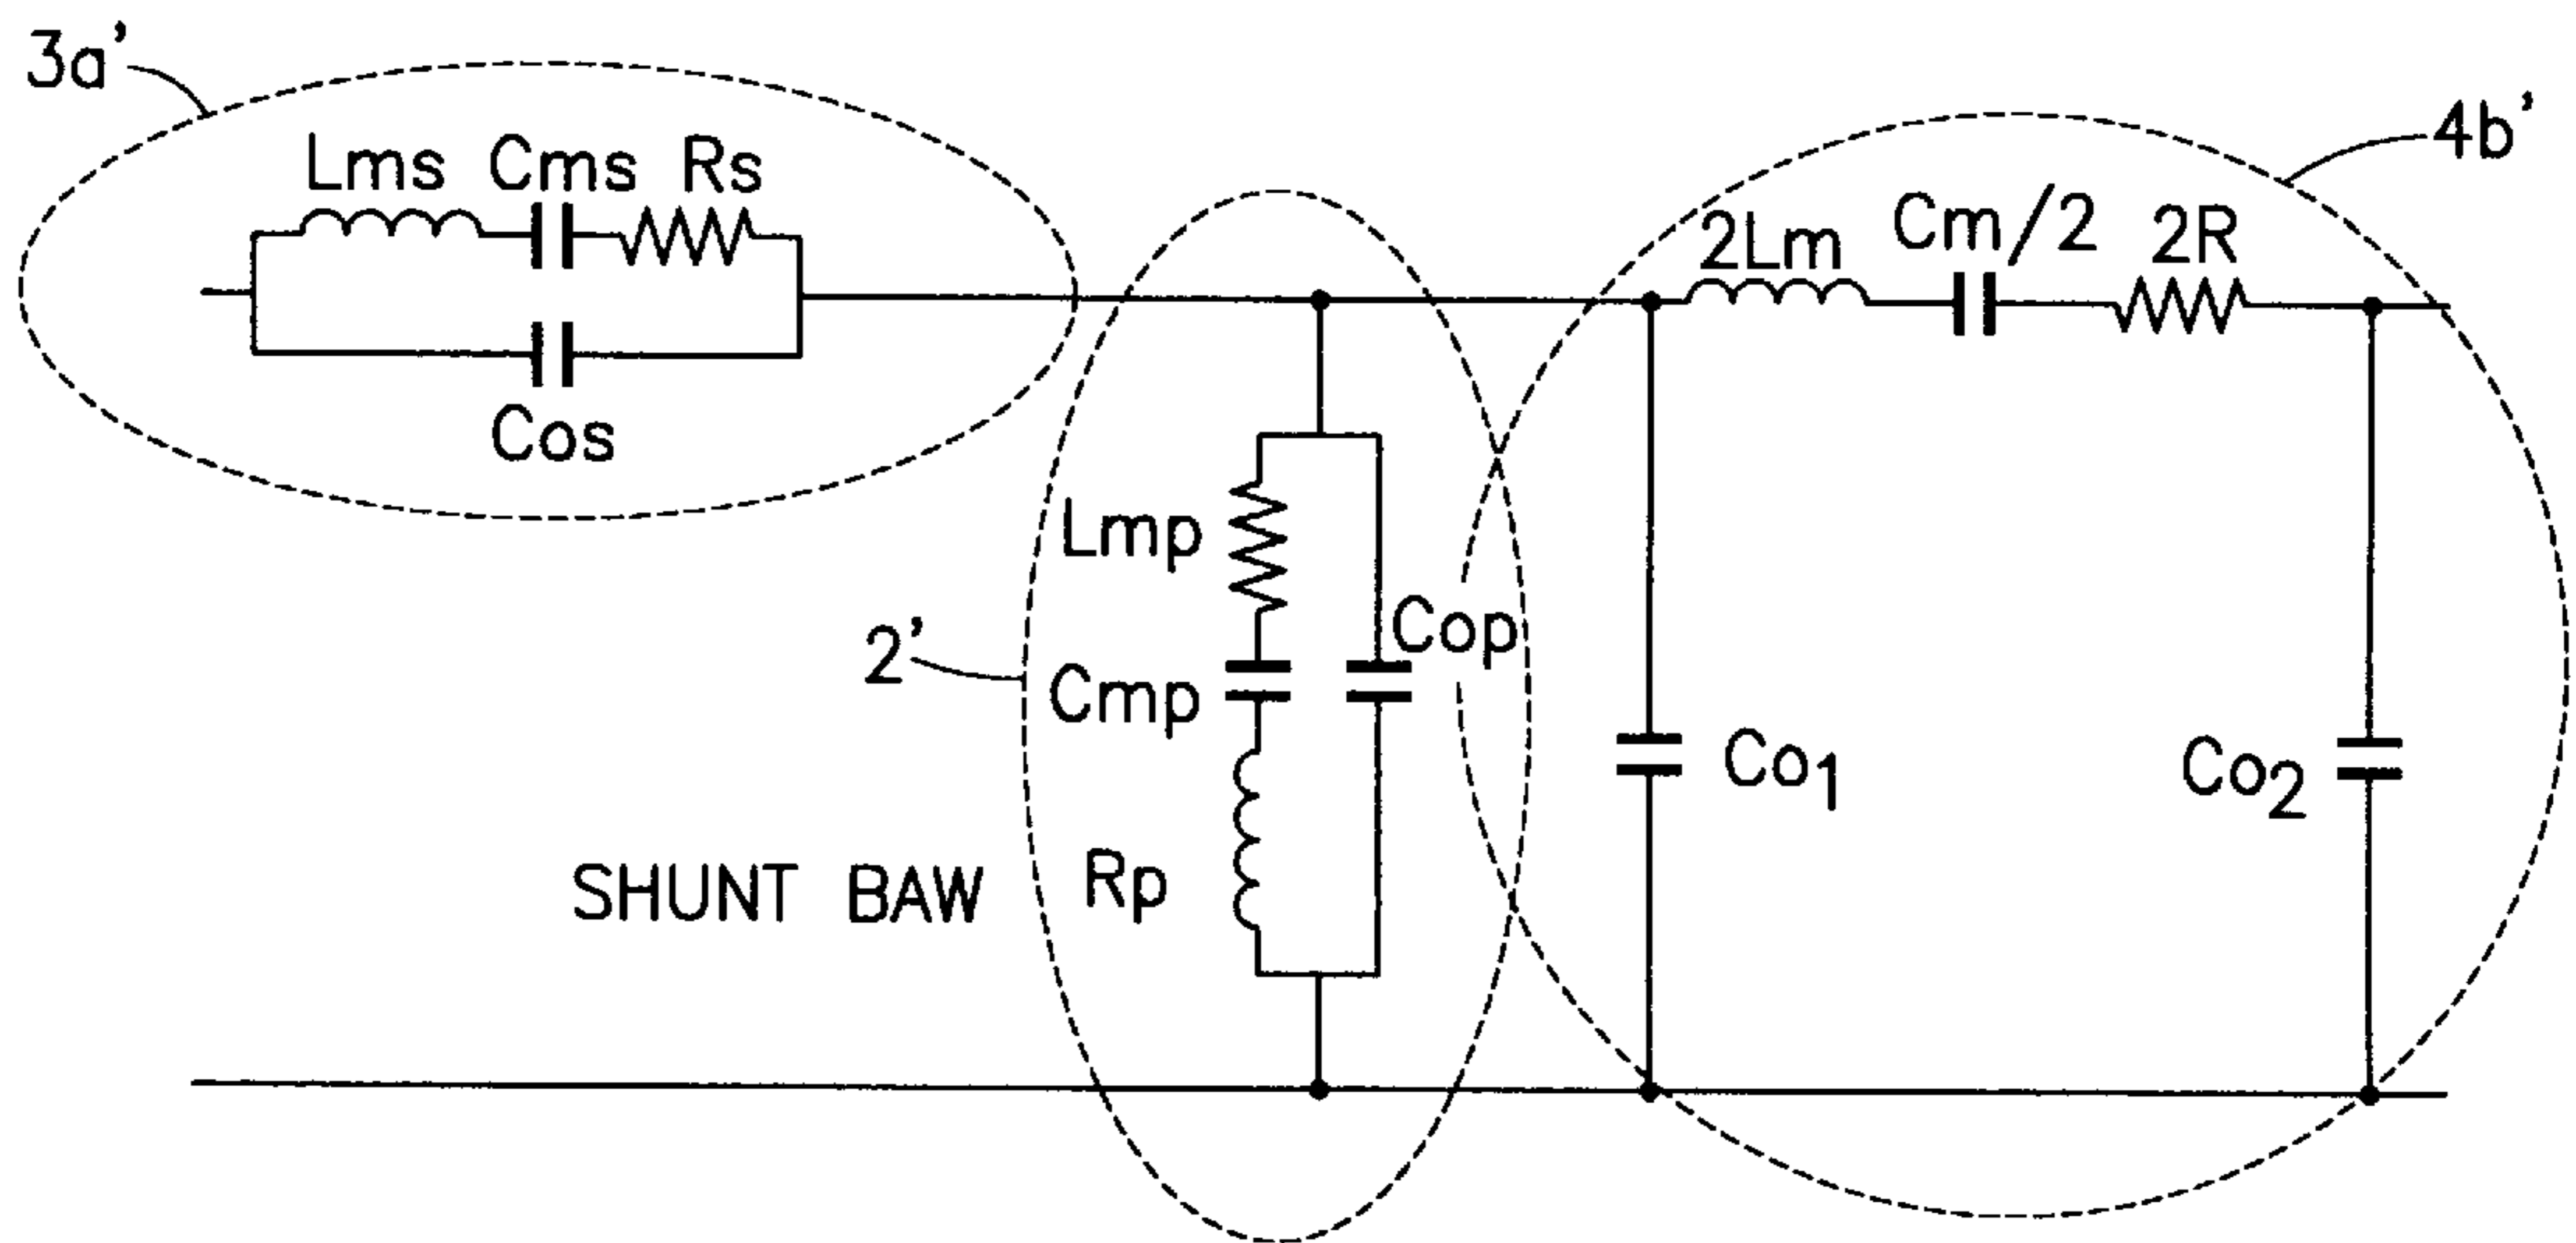 3a'
4b'
Lms Cms Rs
2Lm Cm/2 2R
Cos
Lmp
Cop
2'
Cmp
Co1
Co2
SHUNT BAW
Rp